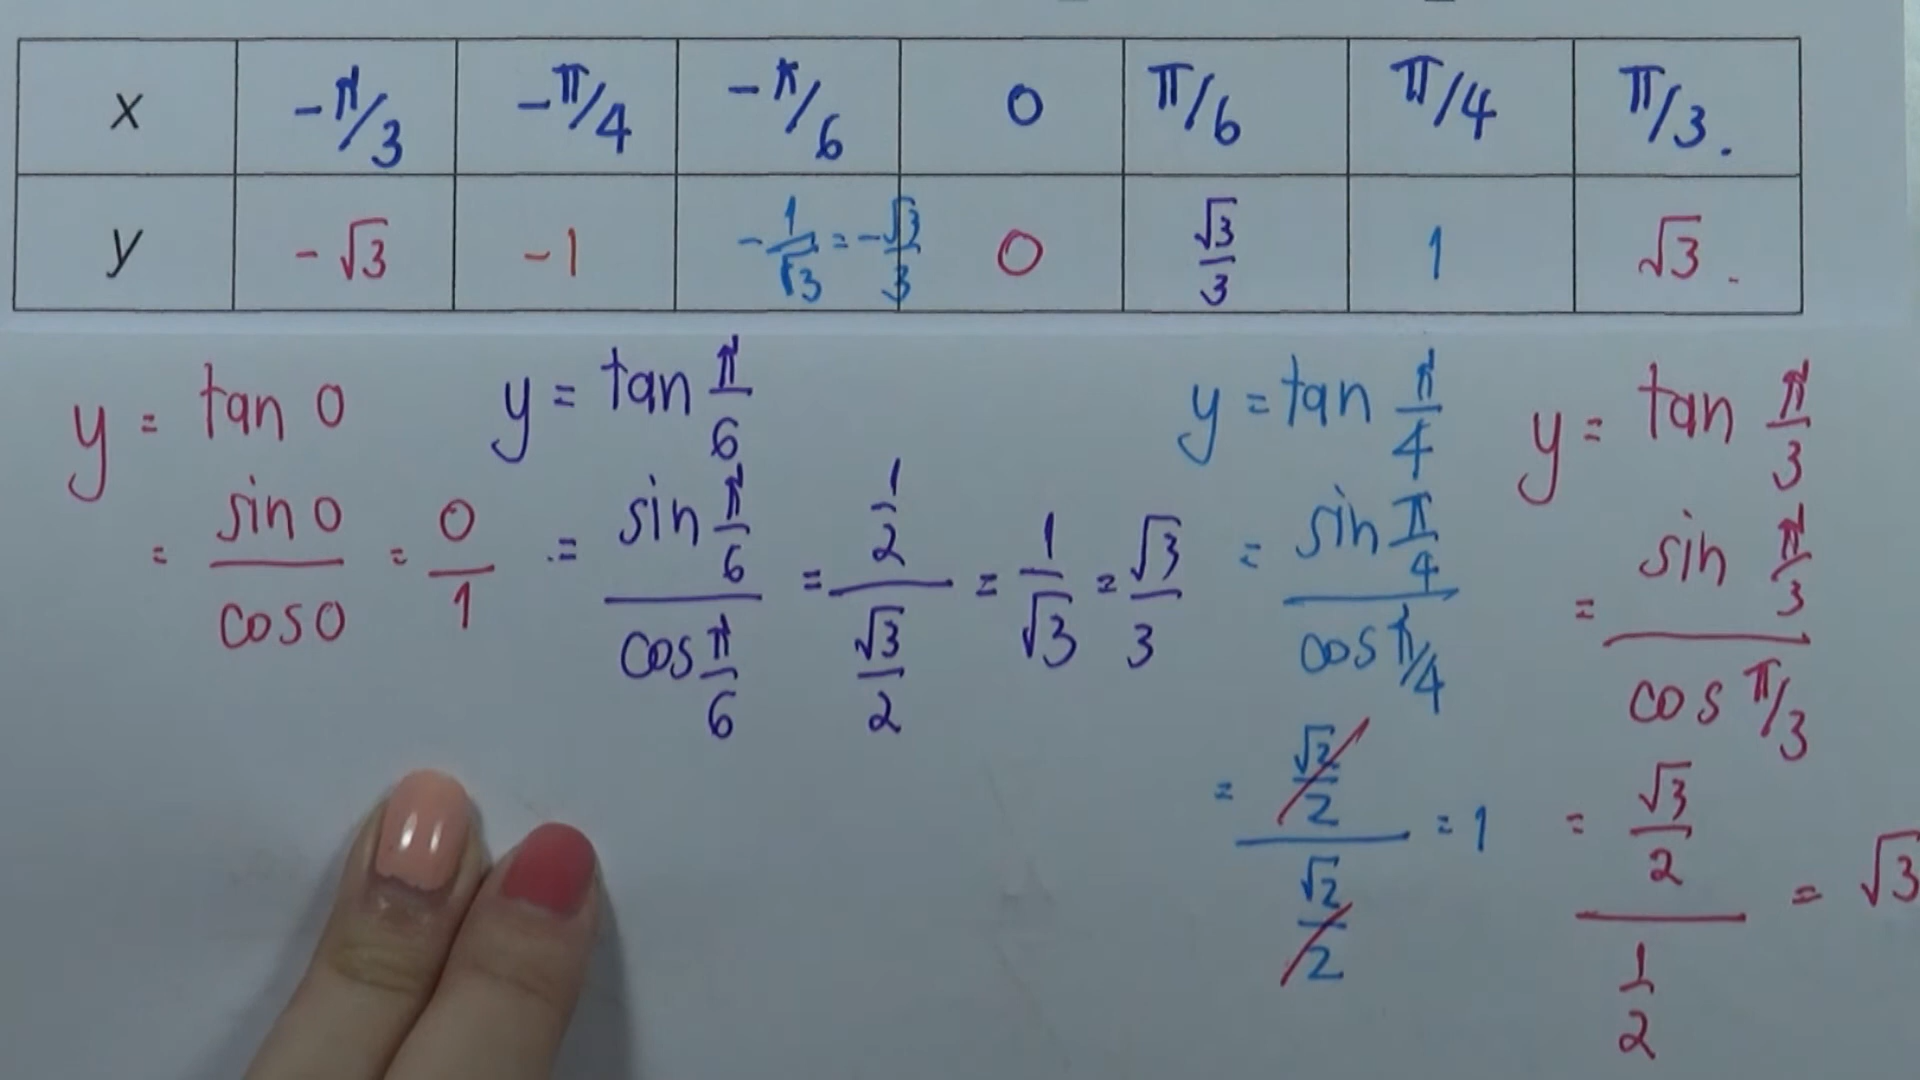 x -π/3 -π/4 -π/6 0 π/6 π/4 π/3.
y -√3 -1 -1/√3 = -√3/3 0 √3/3 1 √3.
y = tan 0
= sin 0 / cos 0 = 0/1
y = tan π/6
= sin π/6 / cos π/6 = 1/2 / √3/2 = 1/√3 = √3/3
y = tan π/4
= sin π/4 / cos π/4
= √2/2 / √2/2 = 1
y = tan π/3
= sin π/3 / cos π/3
= √3/2 / 1/2 = √3